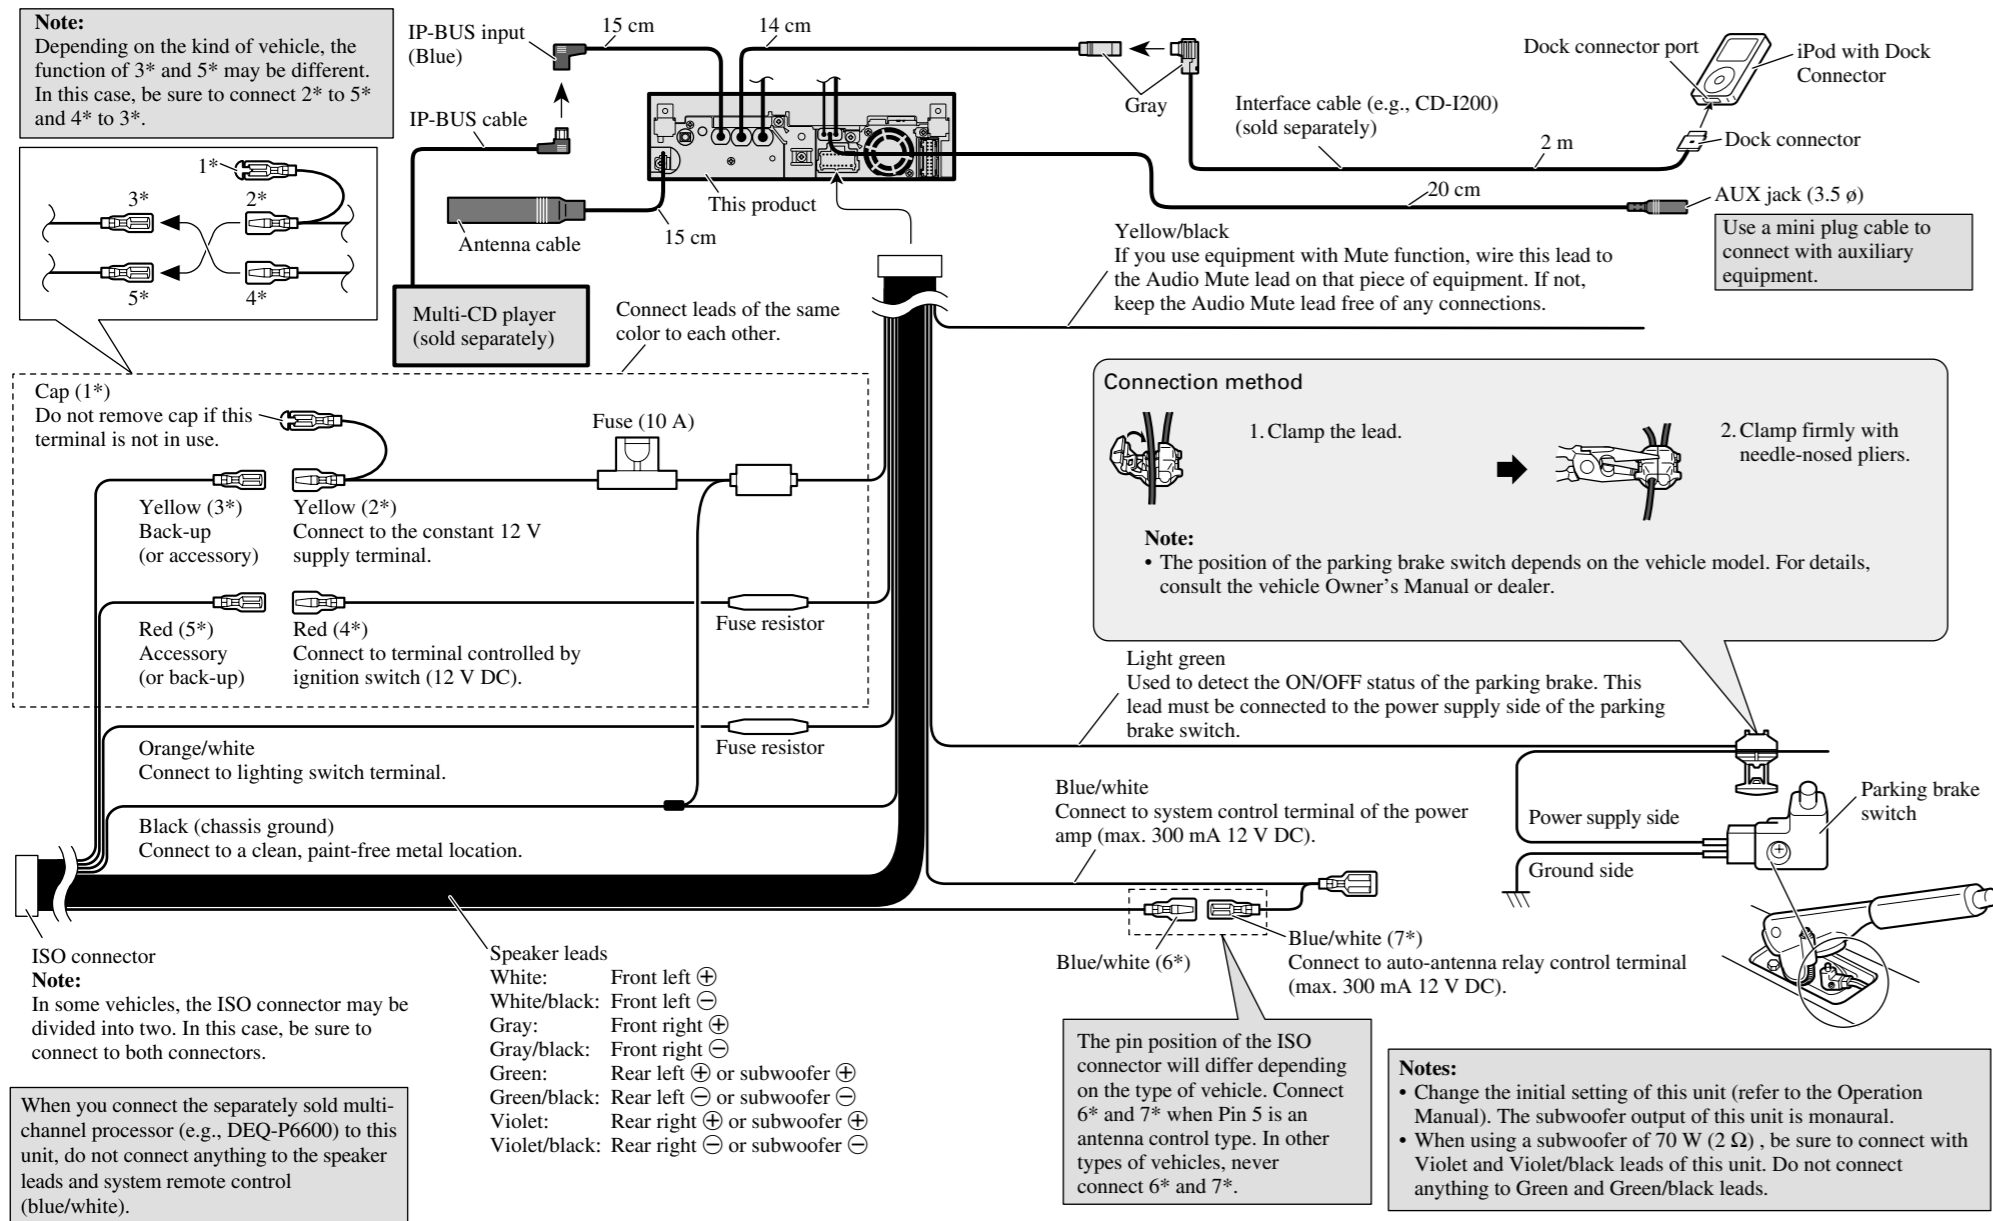 Note:
Depending on the kind of vehicle, the
function of 3* and 5* may be different.
In this case, be sure to connect 2* to 5*
and 4* to 3*.
1*
3*
2*
5*
4*
IP-BUS input
(Blue)
15 cm
14 cm
IP-BUS cable
Gray
Dock connector port
iPod with Dock
Connector
Interface cable (e.g., CD-I200)
(sold separately)
Dock connector
2 m
This product
Antenna cable
15 cm
20 cm
AUX jack (3.5 ø)
Use a mini plug cable to
connect with auxiliary
equipment.
Multi-CD player
(sold separately)
Yellow/black
If you use equipment with Mute function, wire this lead to
the Audio Mute lead on that piece of equipment. If not,
keep the Audio Mute lead free of any connections.
Connect leads of the same
color to each other.
Cap (1*)
Do not remove cap if this
terminal is not in use.
Fuse (10 A)
Yellow (3*)
Back-up
(or accessory)
Yellow (2*)
Connect to the constant 12 V
supply terminal.
Red (5*)
Accessory
(or back-up)
Red (4*)
Connect to terminal controlled by
ignition switch (12 V DC).
Fuse resistor
Orange/white
Connect to lighting switch terminal.
Fuse resistor
Black (chassis ground)
Connect to a clean, paint-free metal location.
Connection method
1. Clamp the lead.
2. Clamp firmly with
needle-nosed pliers.
Note:
• The position of the parking brake switch depends on the vehicle model. For details,
consult the vehicle Owner's Manual or dealer.
Light green
Used to detect the ON/OFF status of the parking brake. This
lead must be connected to the power supply side of the parking
brake switch.
Blue/white
Connect to system control terminal of the power
amp (max. 300 mA 12 V DC).
Power supply side
Parking brake
switch
Ground side
Blue/white (6*)
Blue/white (7*)
Connect to auto-antenna relay control terminal
(max. 300 mA 12 V DC).
ISO connector
Note:
In some vehicles, the ISO connector may be
divided into two. In this case, be sure to
connect to both connectors.
Speaker leads
White: Front left ⊕
White/black: Front left ⊖
Gray: Front right ⊕
Gray/black: Front right ⊖
Green: Rear left ⊕ or subwoofer ⊕
Green/black: Rear left ⊖ or subwoofer ⊖
Violet: Rear right ⊕ or subwoofer ⊕
Violet/black: Rear right ⊖ or subwoofer ⊖
When you connect the separately sold multi-
channel processor (e.g., DEQ-P6600) to this
unit, do not connect anything to the speaker
leads and system remote control
(blue/white).
The pin position of the ISO
connector will differ depending
on the type of vehicle. Connect
6* and 7* when Pin 5 is an
antenna control type. In other
types of vehicles, never
connect 6* and 7*.
Notes:
• Change the initial setting of this unit (refer to the Operation
Manual). The subwoofer output of this unit is monaural.
• When using a subwoofer of 70 W (2 Ω) , be sure to connect with
Violet and Violet/black leads of this unit. Do not connect
anything to Green and Green/black leads.